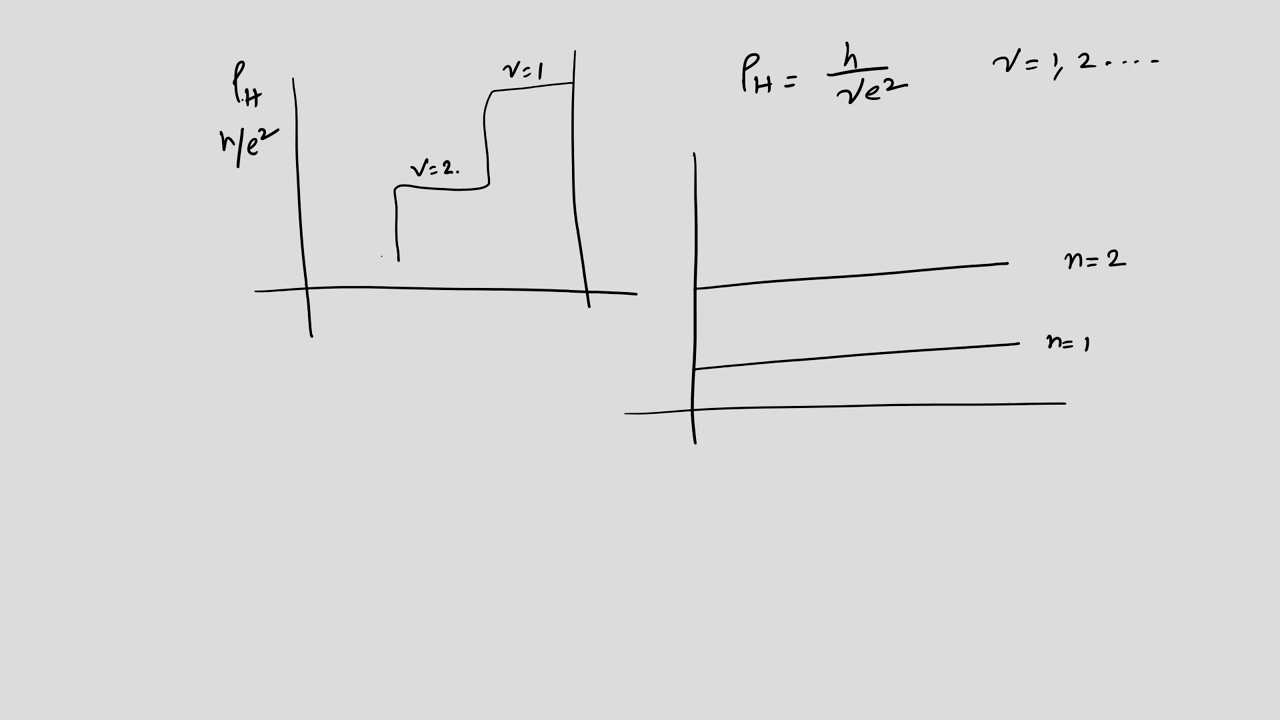 ρH
h/e²
ν=1
ν=2.
ρH = h/νe²
ν = 1, 2 ....
n=2
n=1